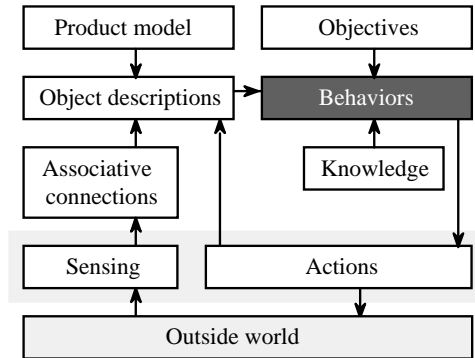 Product model
Objectives
Object descriptions
Behaviors
Associative
connections
Knowledge
Sensing
Actions
Outside world